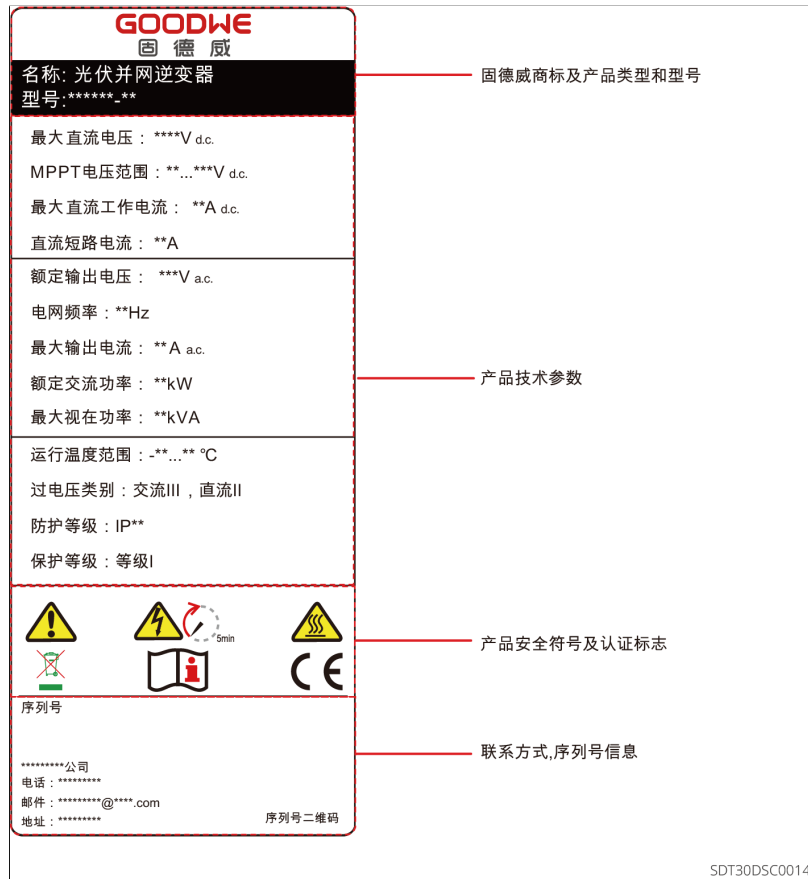 GOODWE
固德威
名称: 光伏并网逆变器
型号:******-**
固德威商标及产品类型和型号
最大直流电压： ****V d.c.
MPPT电压范围：**...***V d.c.
最大直流工作电流： **A d.c.
直流短路电流： **A
额定输出电压： ***V a.c.
电网频率：**Hz
最大输出电流： **A a.c.
额定交流功率： **kW
最大视在功率： **kVA
运行温度范围：-**...** ℃
过电压类别：交流III，直流II
防护等级：IP**
保护等级：等级I
产品技术参数
5min
CE
产品安全符号及认证标志
序列号
*********公司
电话：*********
邮件：*********@****.com
地址：*********
序列号二维码
联系方式,序列号信息
SDT30DSC0014